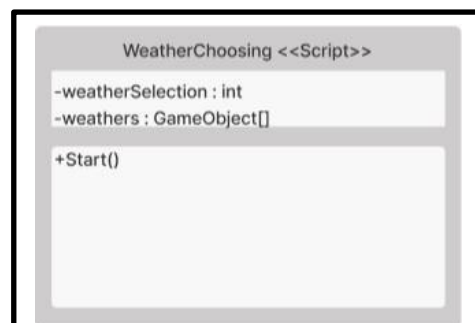 WeatherChoosing <<Script>>
-weatherSelection : int
-weathers : GameObject[]
+Start()